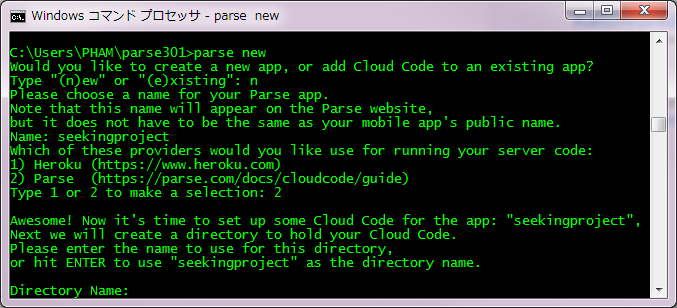 Windows コマンド プロセッサ - parse  new
C:\Users\PHAM\parse301>parse new
Would you like to create a new app, or add Cloud Code to an existing app?
Type "(n)ew" or "(e)xisting": n
Please choose a name for your Parse app.
Note that this name will appear on the Parse website,
but it does not have to be the same as your mobile app's public name.
Name: seekingproject
Which of these providers would you like use for running your server code:
1) Heroku (https://www.heroku.com)
2) Parse  (https://parse.com/docs/cloudcode/guide)
Type 1 or 2 to make a selection: 2
Awesome! Now it's time to set up some Cloud Code for the app: "seekingproject",
Next we will create a directory to hold your Cloud Code.
Please enter the name to use for this directory,
or hit ENTER to use "seekingproject" as the directory name.
Directory Name: